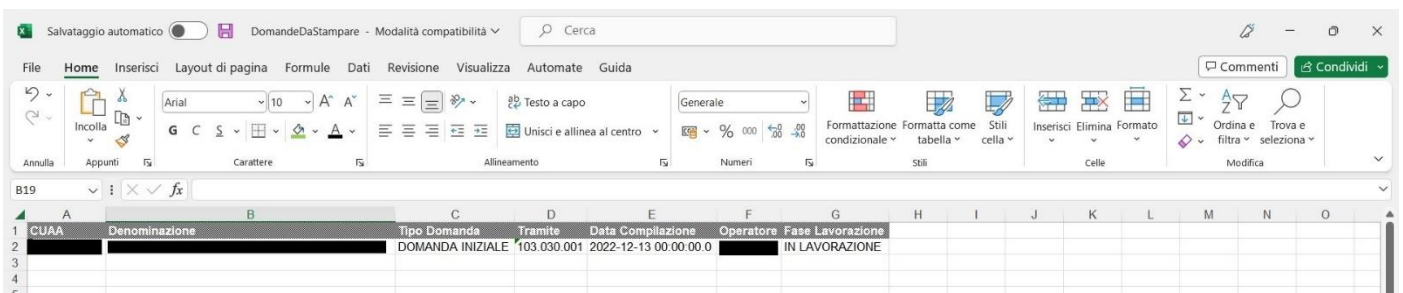 Salvataggio automatico DomandeDaStampare - Modalità compatibilità Cerca
File Home Inserisci Layout di pagina Formule Dati Revisione Visualizza Automate Guida Commenti Condividi
Incolla Arial 10 A^ A˅ Testo a capo Generale Formattazione condizionale Formatta come tabella Stili cella Inserisci Elimina Formato Ordina e filtra Trova e seleziona
G C S A Unisci e allinea al centro % 000
Annulla Appunti Carattere Allineamento Numeri Stili Celle Modifica
B19 fx
A B C D E F G H I J K L M N O
1 CUAA Denominazione Tipo Domanda Tramite Data Compilazione Operatore Fase Lavorazione
2 DOMANDA INIZIALE 103.030.001 2022-12-13 00:00:00.0 IN LAVORAZIONE
3
4